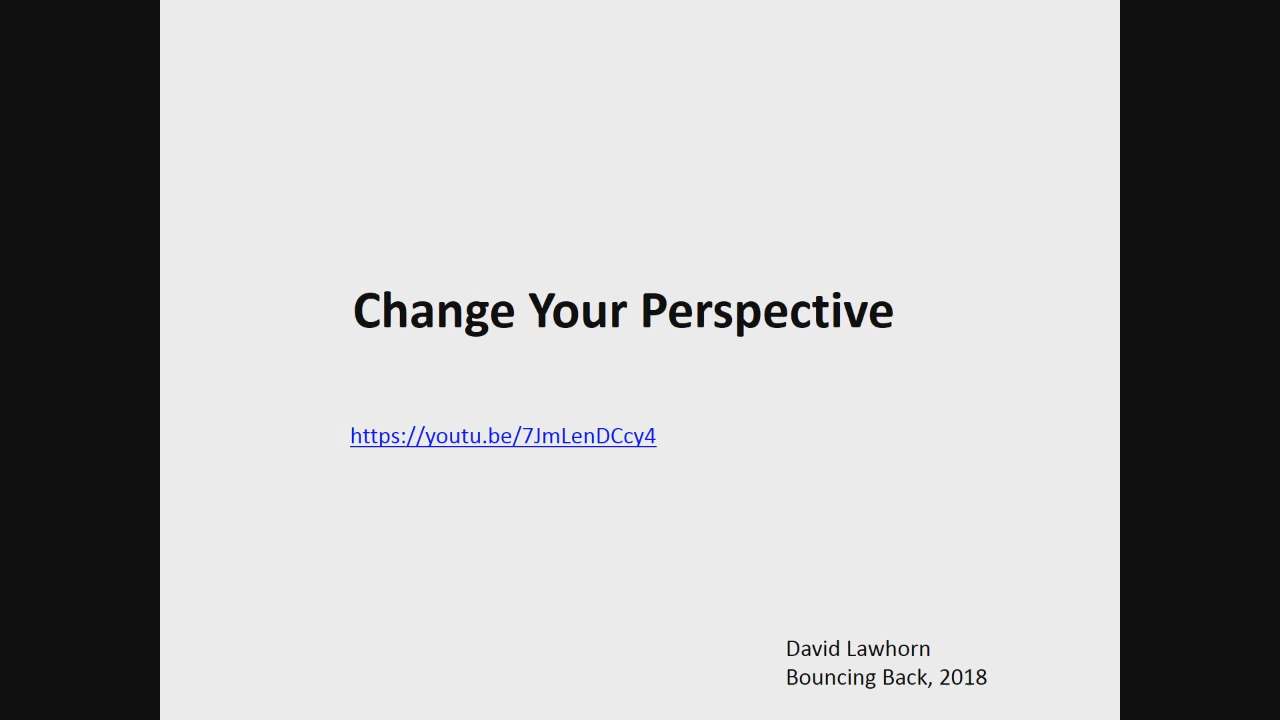 Change Your Perspective
https://youtu.be/7JmLenDCcy4
David Lawhorn
Bouncing Back, 2018